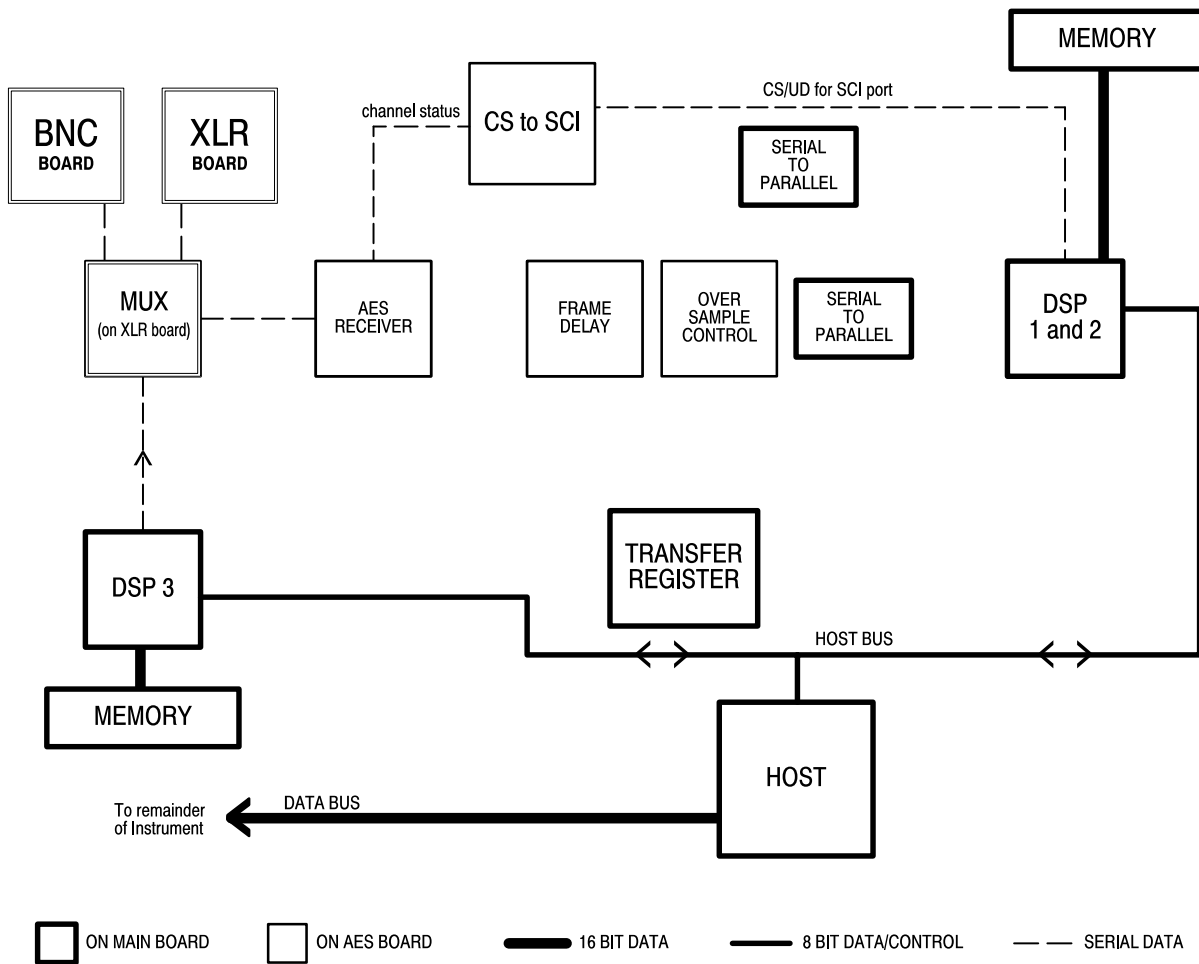 MEMORY
BNC
BOARD
XLR
BOARD
channel status
CS to SCI
CS/UD for SCI port
SERIAL
TO
PARALLEL
MUX
(on XLR board)
AES
RECEIVER
FRAME
DELAY
OVER
SAMPLE
CONTROL
SERIAL
TO
PARALLEL
DSP
1 and 2
DSP 3
TRANSFER
REGISTER
HOST BUS
MEMORY
HOST
To remainder
of Instrument
DATA BUS
ON MAIN BOARD
ON AES BOARD
16 BIT DATA
8 BIT DATA/CONTROL
SERIAL DATA